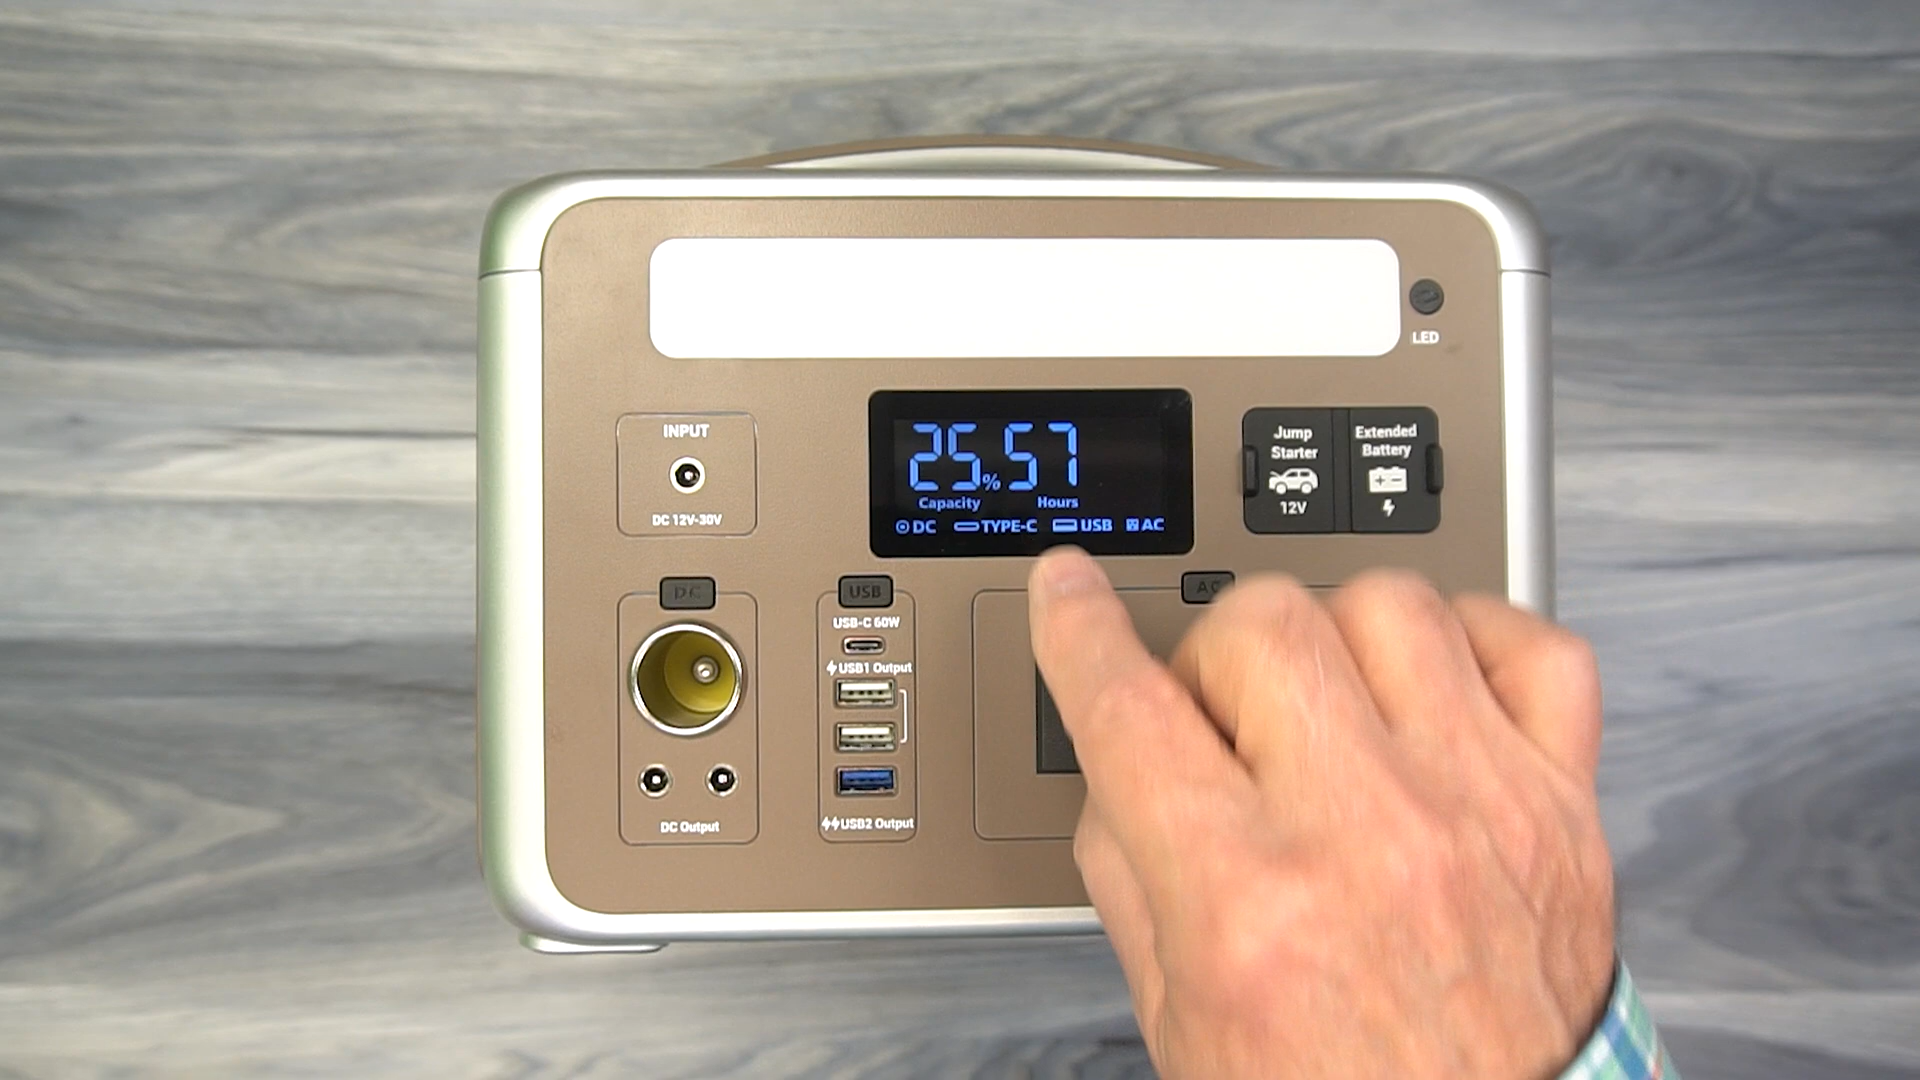 LED
25% 57
Capacity Hours
DC TYPE-C USB AC
INPUT
DC 12V-30V
Jump
Starter
12V
Extended
Battery
DC
DC Output
USB
USB-C 60W
USB1 Output
USB2 Output
AC